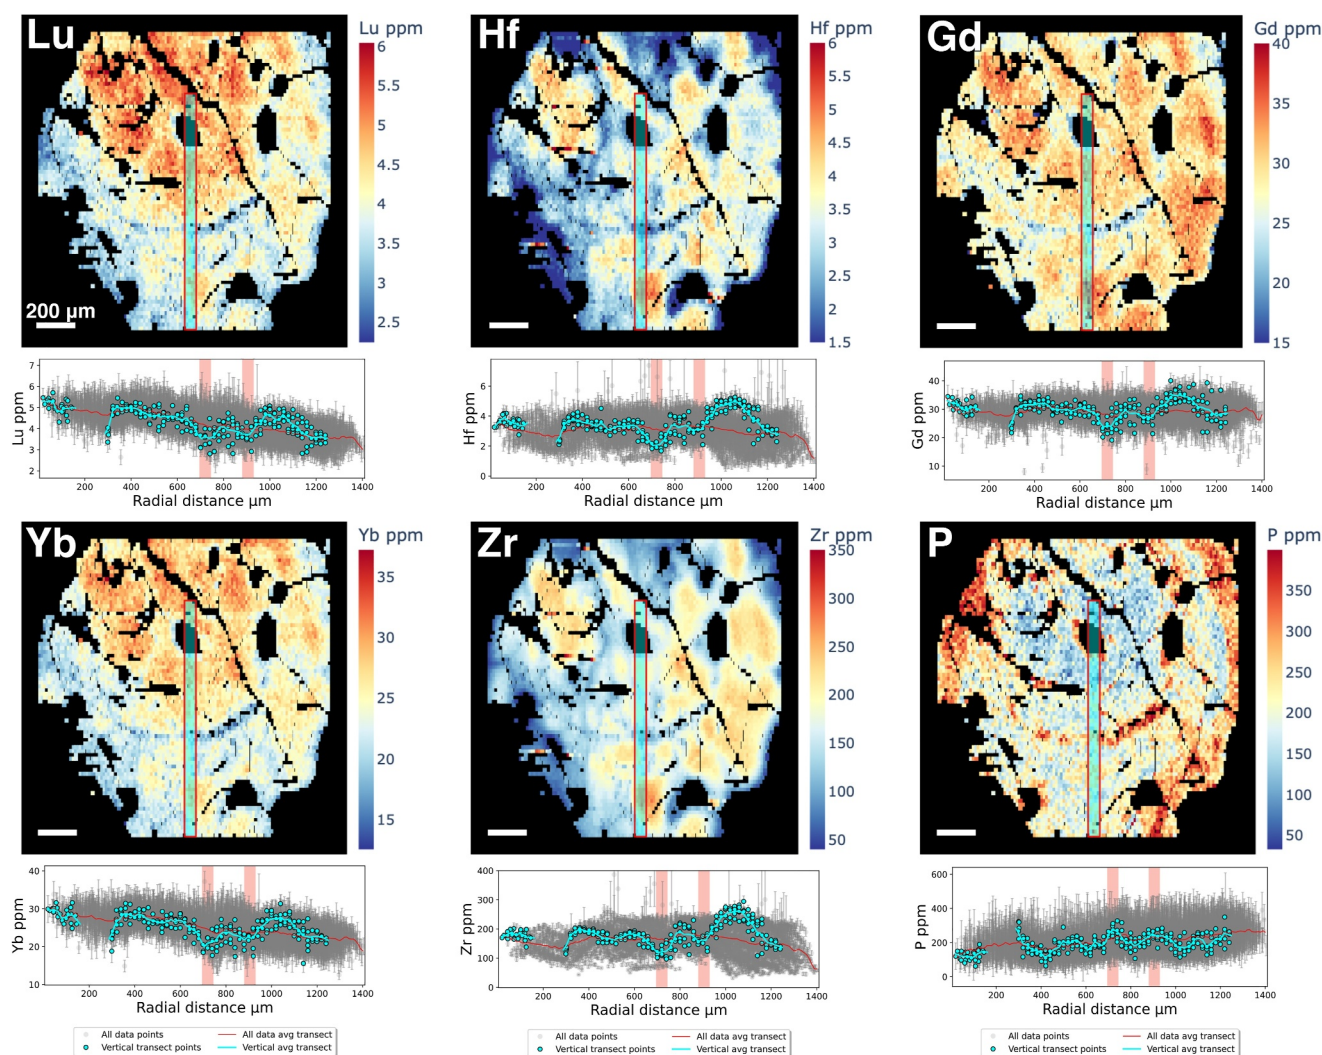 Lu
Lu ppm
6
5.5
5
4.5
4
3.5
3
2.5
200 µm
Hf
Hf ppm
6
5.5
5
4.5
4
3.5
3
2.5
2
1.5
Gd
Gd ppm
40
35
30
25
20
15
Lu ppm
7
6
5
4
3
2
200 400 600 800 1000 1200 1400
Radial distance µm
Hf ppm
6
4
2
0
200 400 600 800 1000 1200 1400
Radial distance µm
Gd ppm
40
30
20
10
200 400 600 800 1000 1200 1400
Radial distance µm
Yb
Yb ppm
35
30
25
20
15
Zr
Zr ppm
350
300
250
200
150
100
50
P
P ppm
350
300
250
200
150
100
50
Yb ppm
40
30
20
10
200 400 600 800 1000 1200 1400
Radial distance µm
Zr ppm
400
300
200
100
0
200 400 600 800 1000 1200 1400
Radial distance µm
P ppm
600
400
200
0
200 400 600 800 1000 1200 1400
Radial distance µm
All data points All data avg transect
Vertical transect points Vertical avg transect
All data points All data avg transect
Vertical transect points Vertical avg transect
All data points All data avg transect
Vertical transect points Vertical avg transect